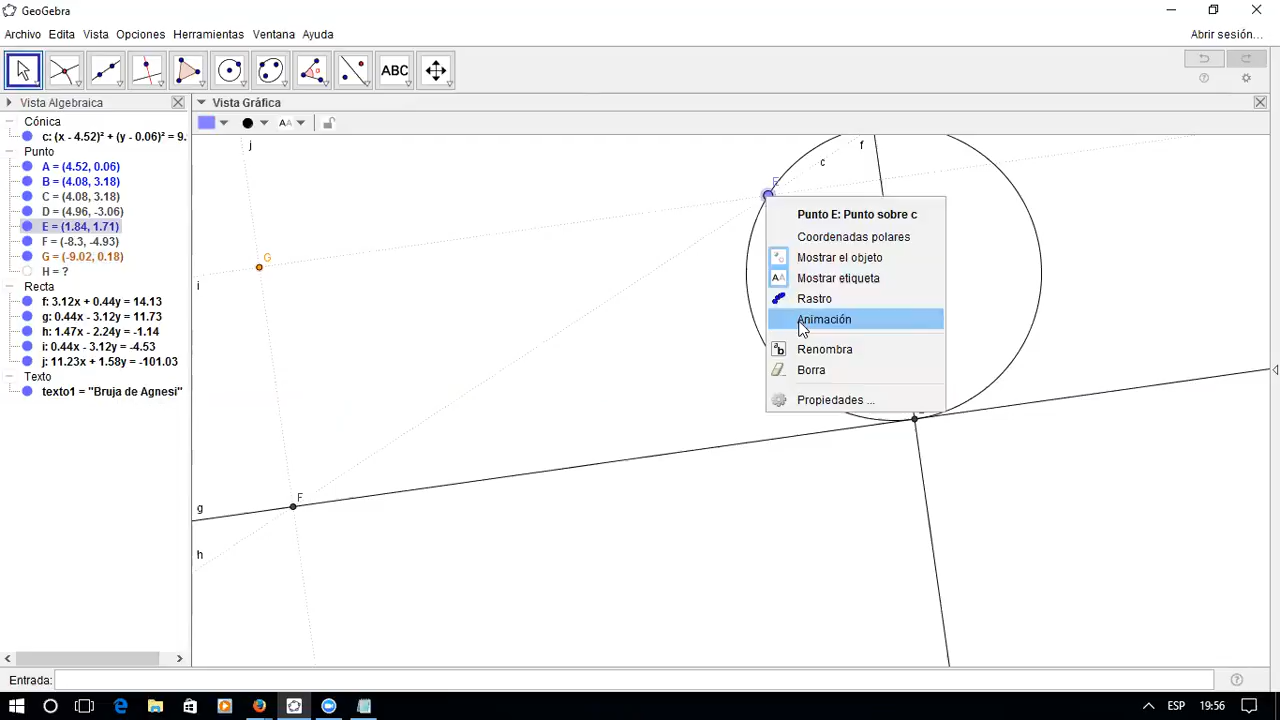 GeoGebra
Archivo Edita Vista Opciones Herramientas Ventana Ayuda
Abrir sesión...
ABC
Vista Algebraica
Vista Gráfica
AA
Cónica
c: (x - 4.52)² + (y - 0.06)² = 9.
Punto
A = (4.52, 0.06)
B = (4.08, 3.18)
C = (4.08, 3.18)
D = (4.96, -3.06)
E = (1.84, 1.71)
F = (-8.3, -4.93)
G = (-9.02, 0.18)
H = ?
Recta
f: 3.12x + 0.44y = 14.13
g: 0.44x - 3.12y = 11.73
h: 1.47x - 2.24y = -1.14
i: 0.44x - 3.12y = -4.53
j: 11.23x + 1.58y = -101.03
Texto
texto1 = "Bruja de Agnesi"
j
f
c
E
G
i
F
g
h
Punto E: Punto sobre c
Coordenadas polares
Mostrar el objeto
AA Mostrar etiqueta
Rastro
Animación
ab Renombra
Borra
Propiedades ...
Entrada:
ESP 19:56